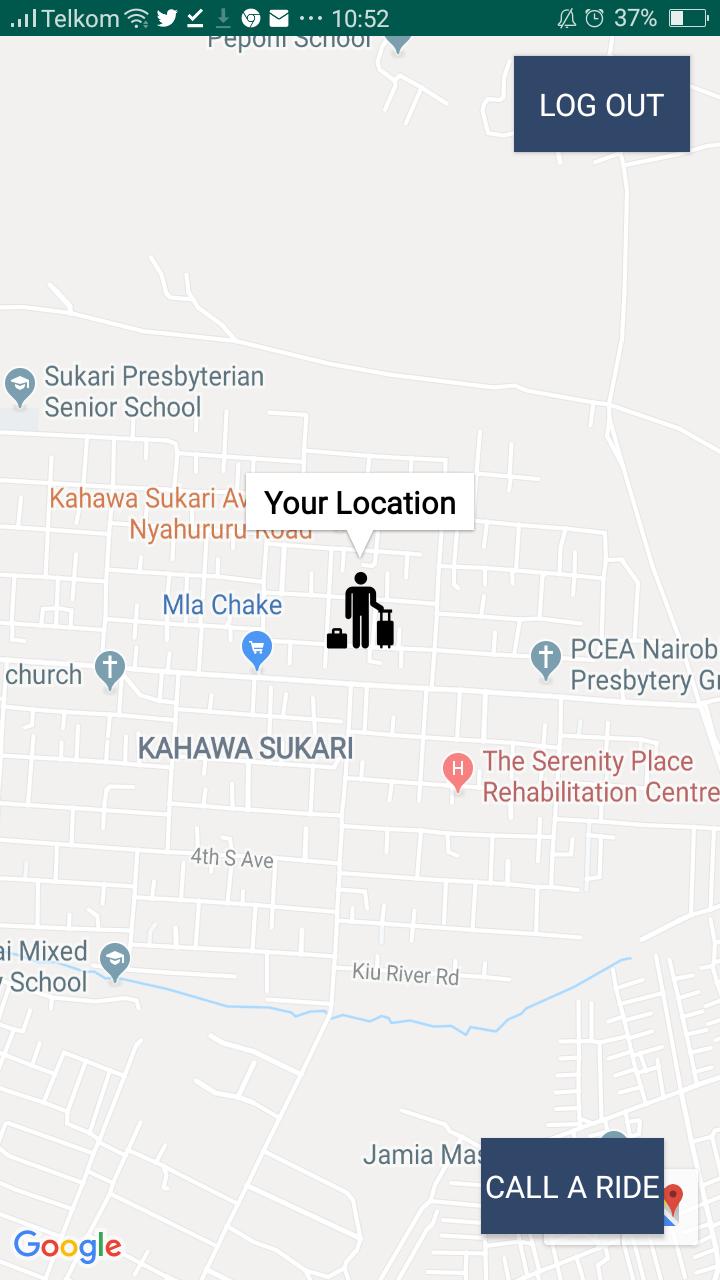 Telkom
10:52
37%
Peponi School
LOG OUT
Sukari Presbyterian
Senior School
Kahawa Sukari Av
Nyahururu Road
Your Location
Mla Chake
church
PCEA Nairob
Presbytery Gr
KAHAWA SUKARI
H
The Serenity Place
Rehabilitation Centre
4th S Ave
ai Mixed
y School
Kiu River Rd
Jamia Mas
CALL A RIDE
Google